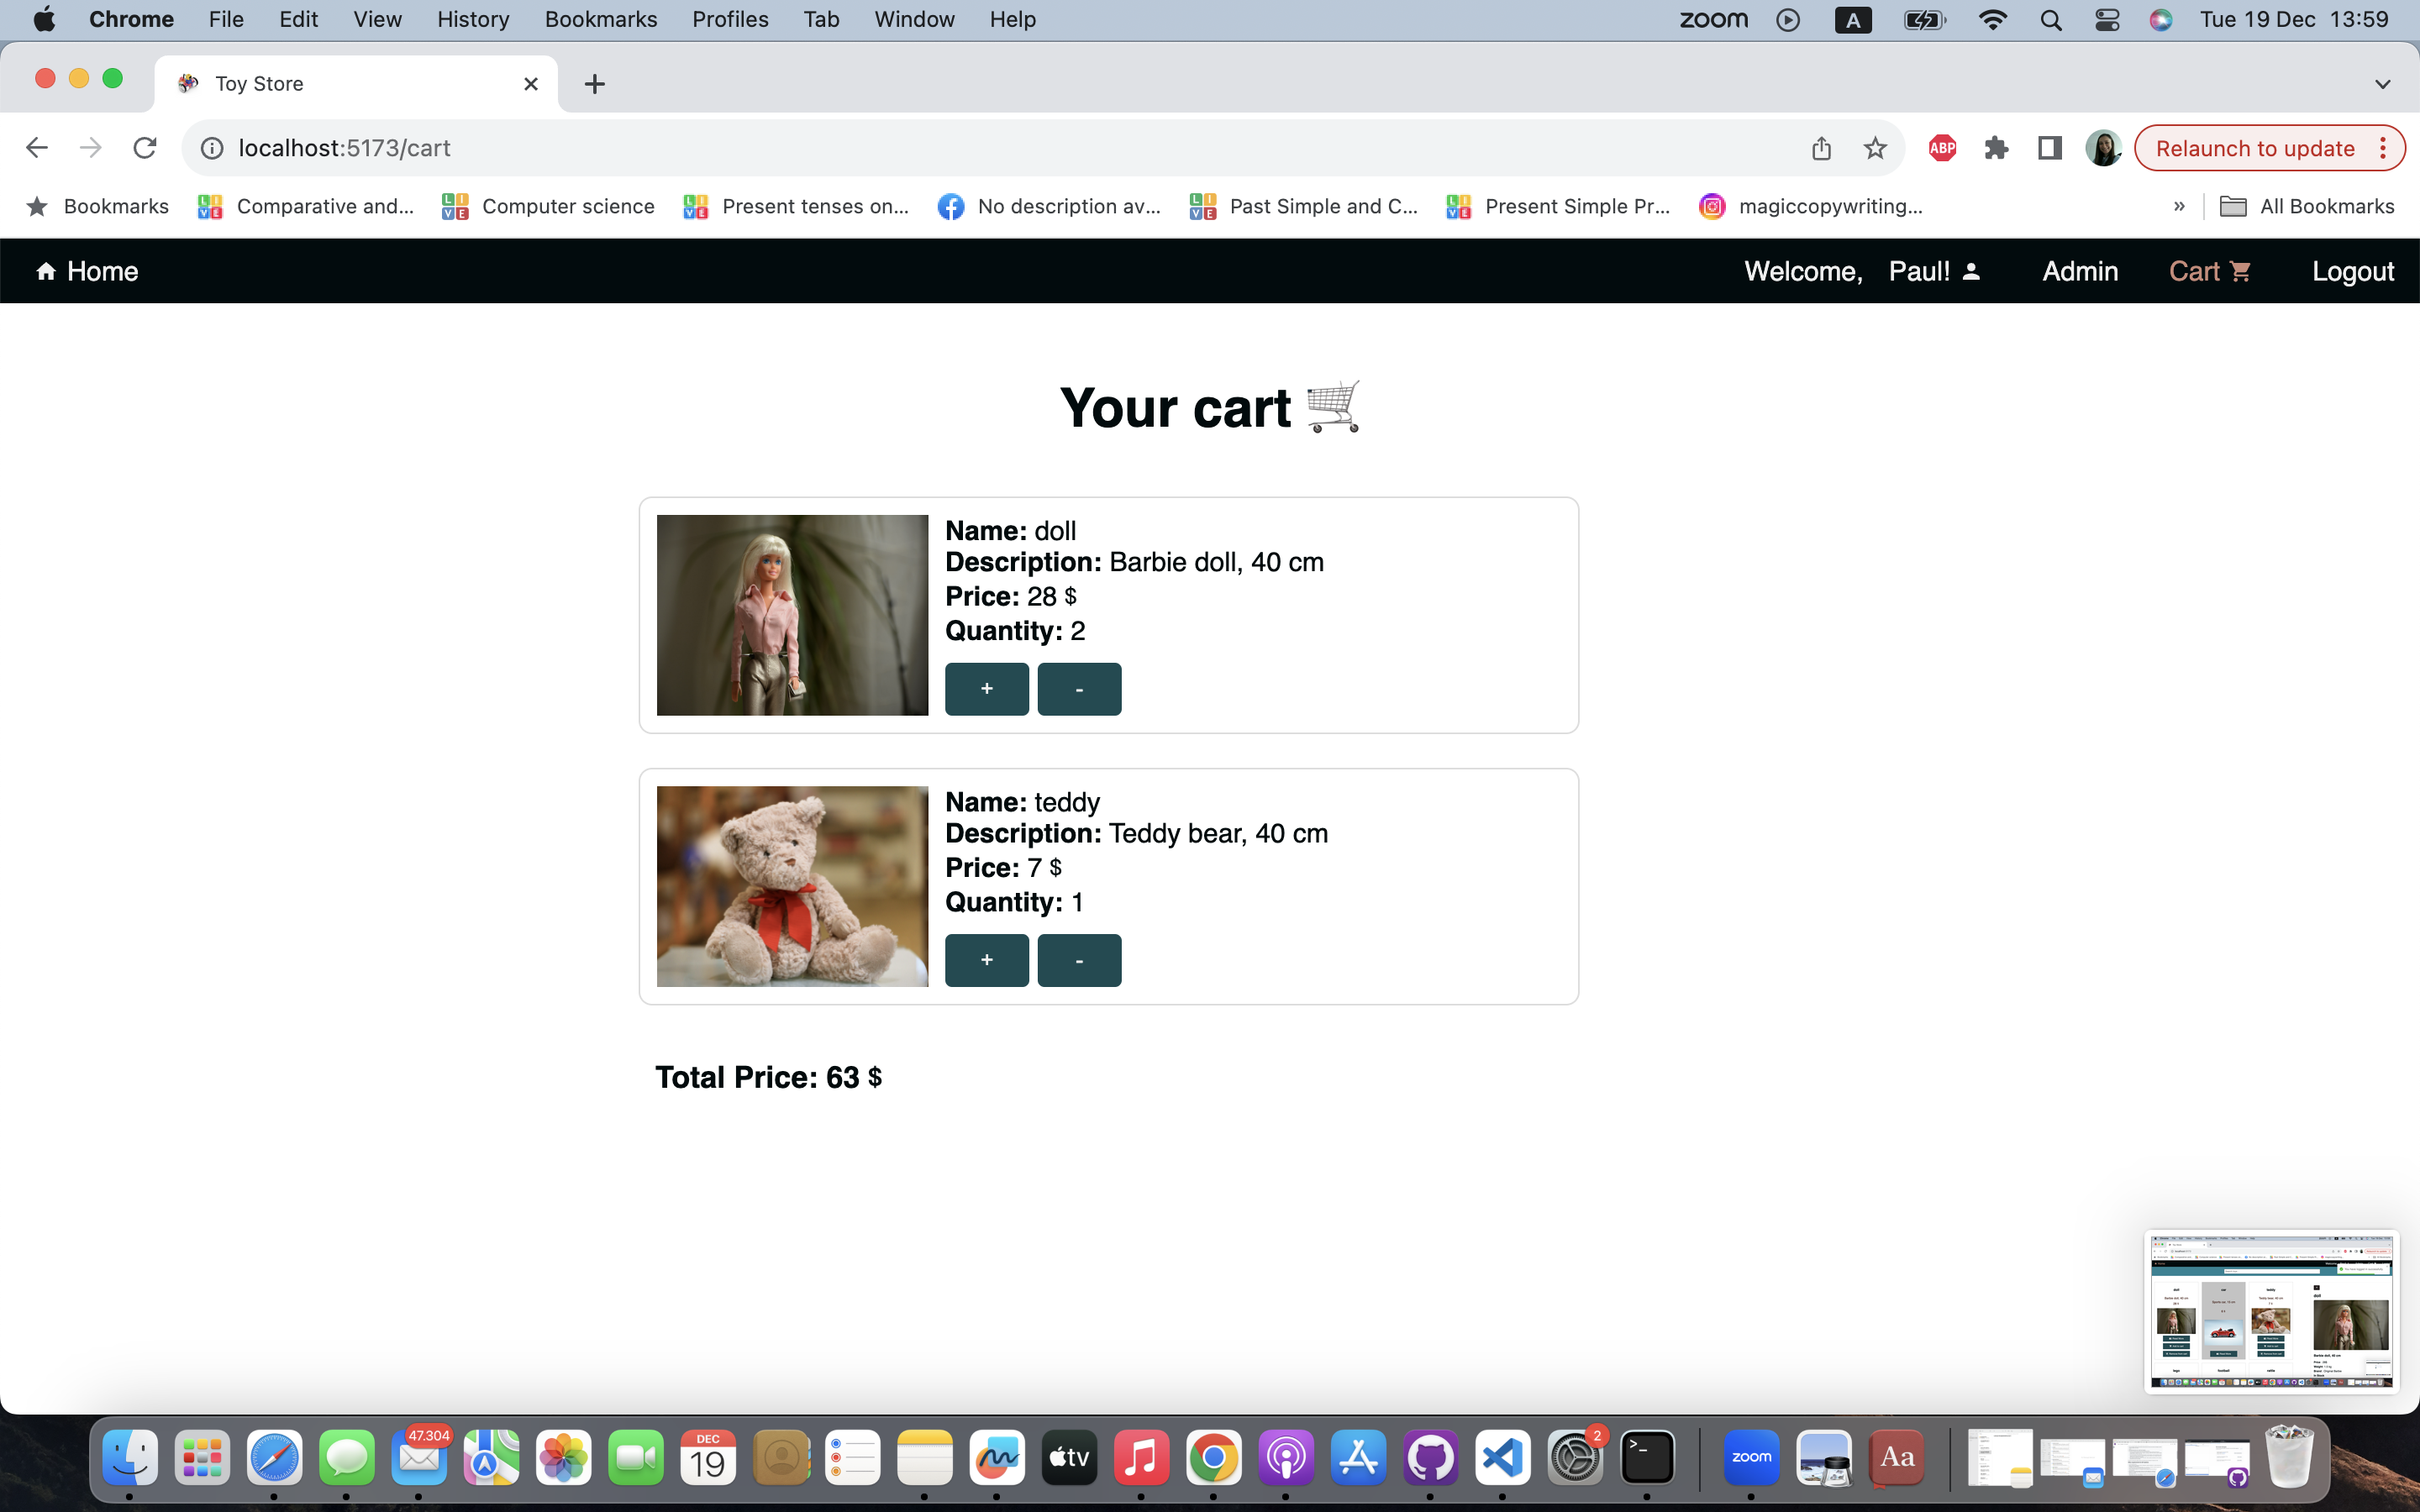 Chrome File Edit View History Bookmarks Profiles Tab Window Help zoom A Tue 19 Dec 13:59
Toy Store
localhost:5173/cart ABP Relaunch to update
Bookmarks Comparative and... Computer science Present tenses on... No description av... Past Simple and C... Present Simple Pr... magiccopywriting... » All Bookmarks
Home Welcome, Paul! Admin Cart Logout
Your cart
Name: doll
Description: Barbie doll, 40 cm
Price: 28 $
Quantity: 2
+ -
Name: teddy
Description: Teddy bear, 40 cm
Price: 7 $
Quantity: 1
+ -
Total Price: 63 $
47.304 DEC 19 tv 2 >_ zoom Aa